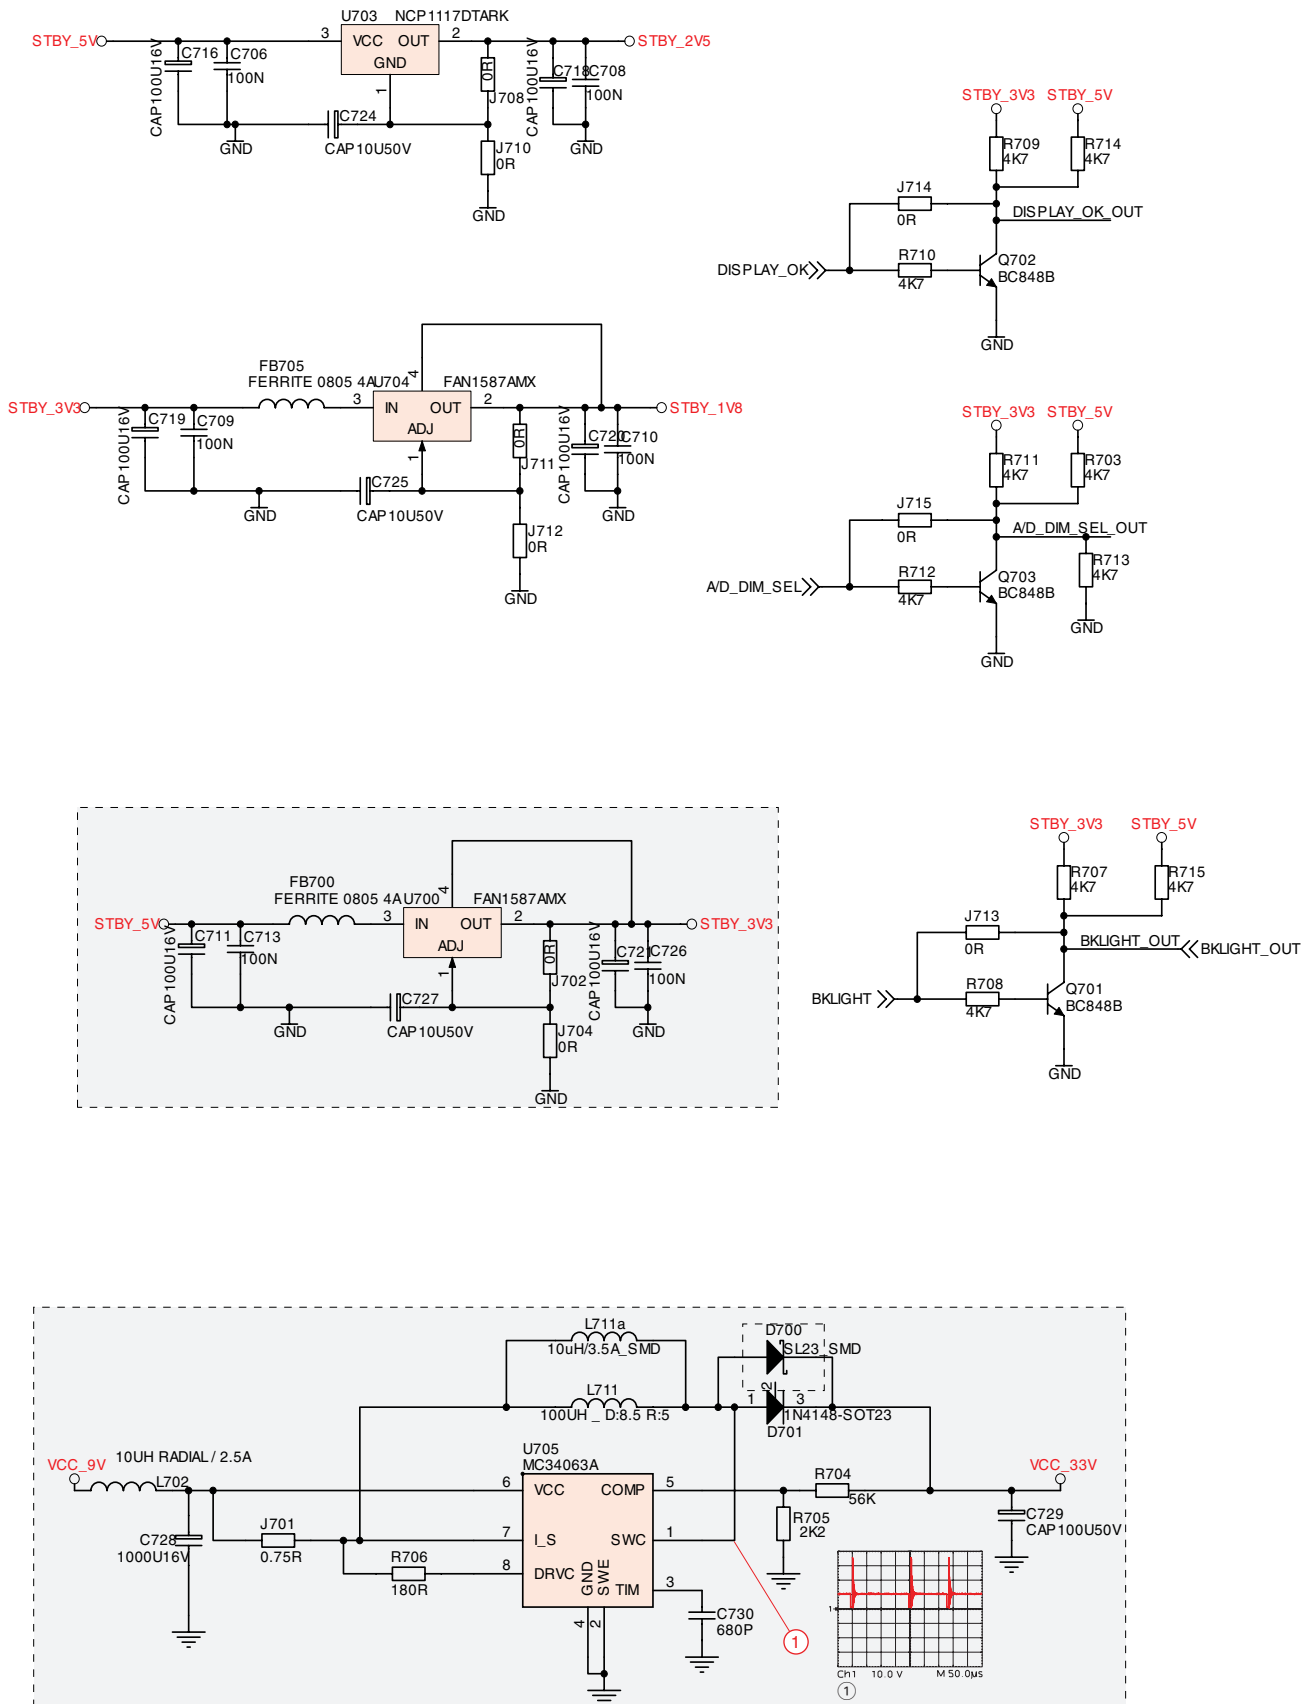 U703 NCP1117DTARK
STBY_5V 3 VCC OUT 2 STBY_2V5
GND
1
CAP100U16V C716 C706
100N
0R
J708
CAP100U16V C718 C708
100N
C724
CAP10U50V
GND
J710
0R
GND
GND
STBY_3V3 STBY_5V
R709
4K7
R714
4K7
J714
0R
DISPLAY_OK_OUT
DISPLAY_OK R710
4K7
Q702
BC848B
GND
FB705
FERRITE 0805 4A U704 FAN1587AMX
4
STBY_3V3 3 IN OUT 2 STBY_1V8
ADJ
1
CAP100U16V C719 C709
100N
0R
J711
CAP100U16V C720 C710
100N
C725
CAP10U50V
GND
GND
J712
0R
GND
STBY_3V3 STBY_5V
R711
4K7
R703
4K7
J715
0R
A/D_DIM_SEL_OUT
A/D_DIM_SEL R712
4K7
Q703
BC848B
R713
4K7
GND
GND
FB700
FERRITE 0805 4A U700 FAN1587AMX
4
STBY_5V 3 IN OUT 2 STBY_3V3
ADJ
1
CAP100U16V C711 C713
100N
0R
J702
CAP100U16V C721 C726
100N
C727
CAP10U50V
GND
GND
J704
0R
GND
STBY_3V3 STBY_5V
R707
4K7
R715
4K7
J713
0R
BKLIGHT_OUT BKLIGHT_OUT
BKLIGHT R708
4K7
Q701
BC848B
GND
L711a
10uH/3.5A_SMD
D700
SL23_SMD
L711
100UH _ D:8.5 R:5
1 2 3
1N4148-SOT23
D701
VCC_9V 10UH RADIAL / 2.5A
L702
U705
MC34063A
6 VCC COMP 5
R704
56K
VCC_33V
C728
1000U16V
J701
0.75R
7 I_S SWC 1
R705
2K2
C729
CAP100U50V
R706
180R
8 DRVC GND SWE TIM 3
4 2
C730
680P
1
1
Ch1 10.0 V M 50.0µs
1